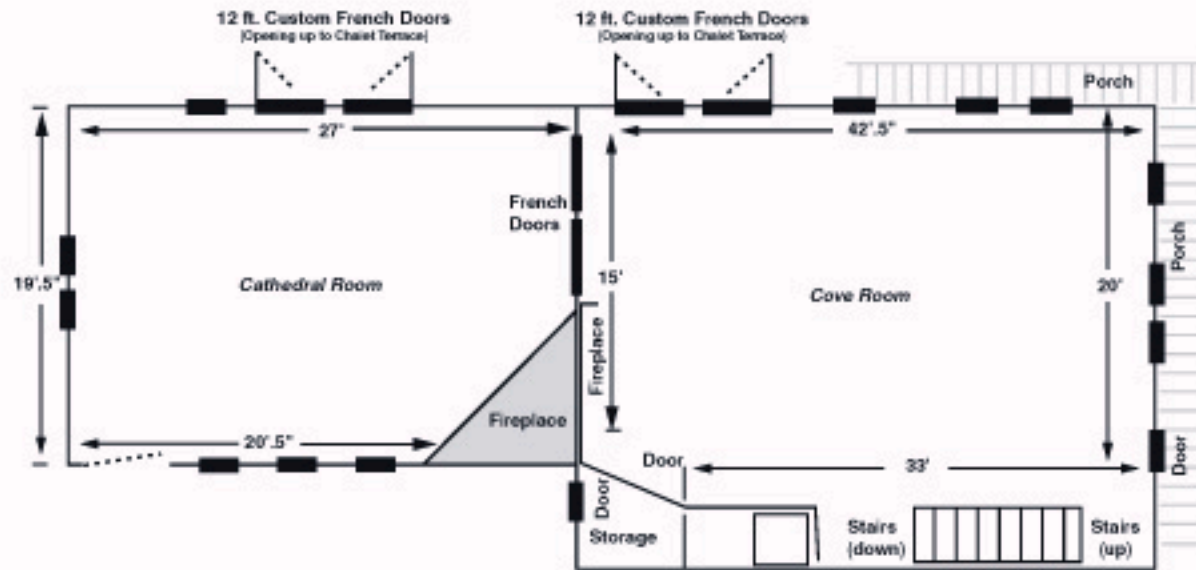 12 ft. Custom French Doors
(Opening up to Chalet Terrace)
12 ft. Custom French Doors
(Opening up to Chalet Terrace)
Porch
27'
42'.5"
French
Doors
Porch
19'.5"
Cathedral Room
15'
Cove Room
20'
Fireplace
Fireplace
20'.5"
Door
33'
Door
Door
Storage
Stairs
(down)
Stairs
(up)